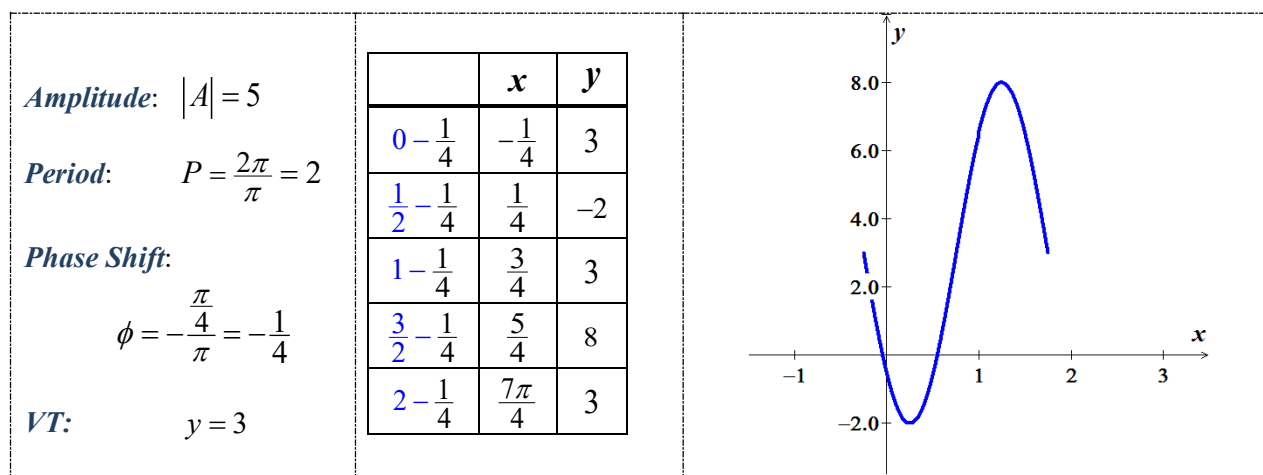 Amplitude: |A| = 5
Period: P = 2π/π = 2
Phase Shift:
ϕ = −(π/4)/π = −1/4
VT: y = 3
x y
0 − 1/4 −1/4 3
1/2 − 1/4 1/4 −2
1 − 1/4 3/4 3
3/2 − 1/4 5/4 8
2 − 1/4 7π/4 3
y
8.0
6.0
4.0
2.0
x
−1 1 2 3
−2.0